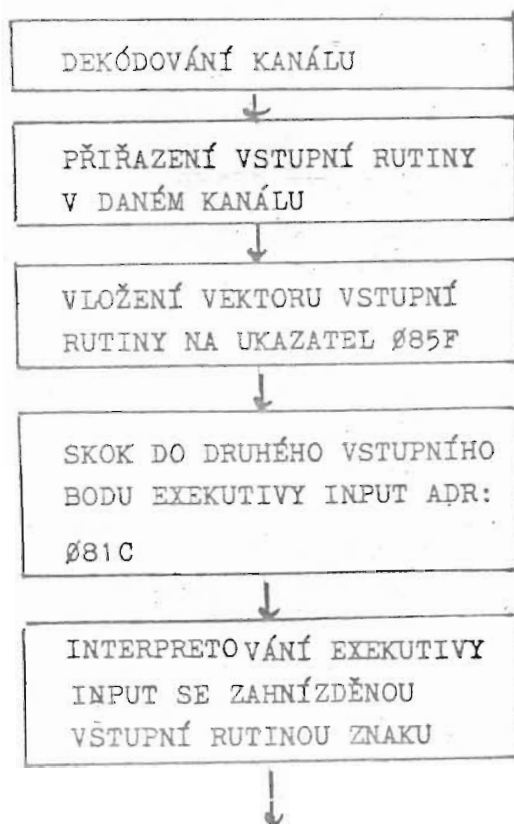 DEKÓDOVÁNÍ KANÁLU
PŘIŘAZENÍ VSTUPNÍ RUTINY
V DANÉM KANÁLU
VLOŽENÍ VEKTORU VSTUPNÍ
RUTINY NA UKAZATEL Ø85F
SKOK DO DRUHÉHO VSTUPNÍHO
BODU EXEKUTIVY INPUT ADR:
Ø81C
INTERPRETOVÁNÍ EXEKUTIVY
INPUT SE ZAHNÍZDĚNOU
VSTUPNÍ RUTINOU ZNAKU